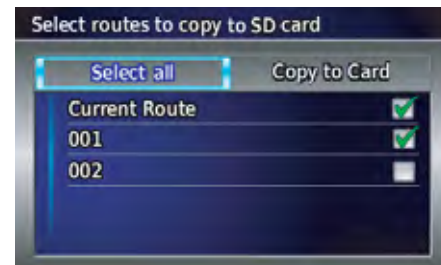 Select routes to copy to SD card
Select all Copy to Card
Current Route
001
002